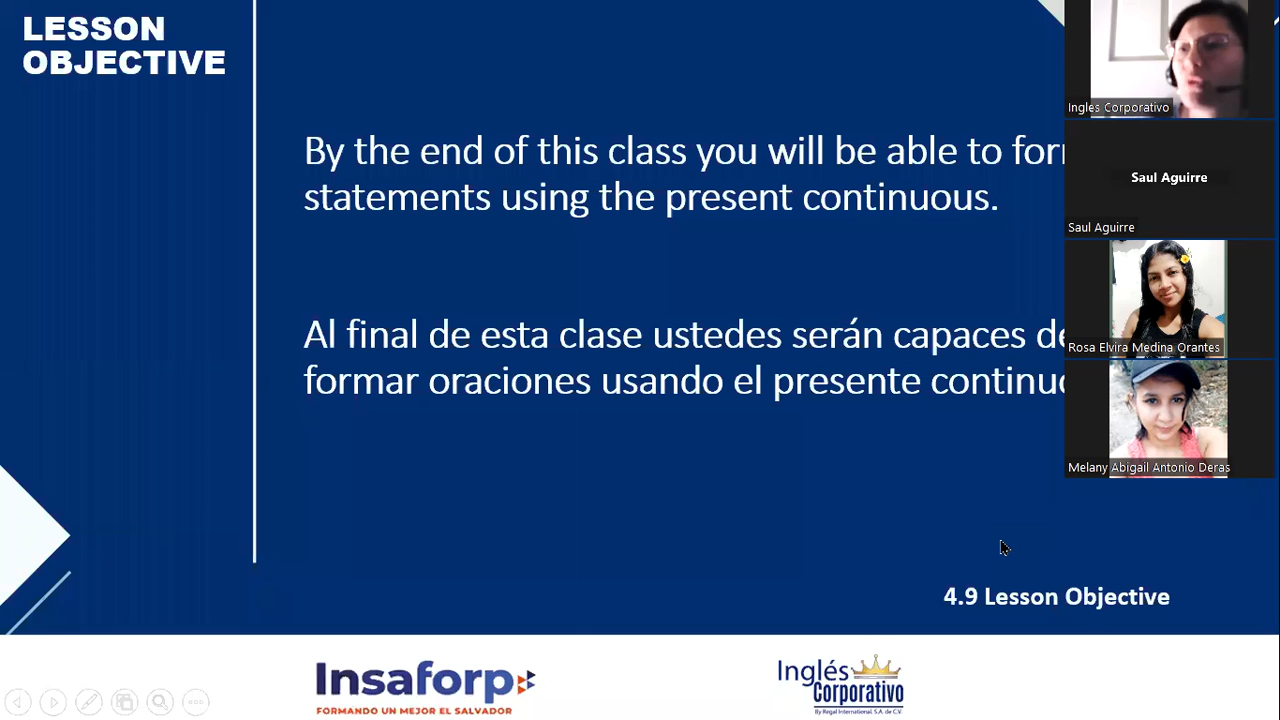 LESSON
OBJECTIVE
By the end of this class you will be able to
statements using the present continuous.
Al final de esta clase ustedes serán capaces
formar oraciones usando el presente
4.9 Lesson Objective
Insaforp
FORMANDO UN MEJOR EL SALVADOR
Inglés
Corporativo
By Regal International, S.A. de C.V.
Ingles Corporativo
Saul Aguirre
Saul Aguirre
Rosa Elvira Medina Orantes
Melany Abigail Antonio Deras